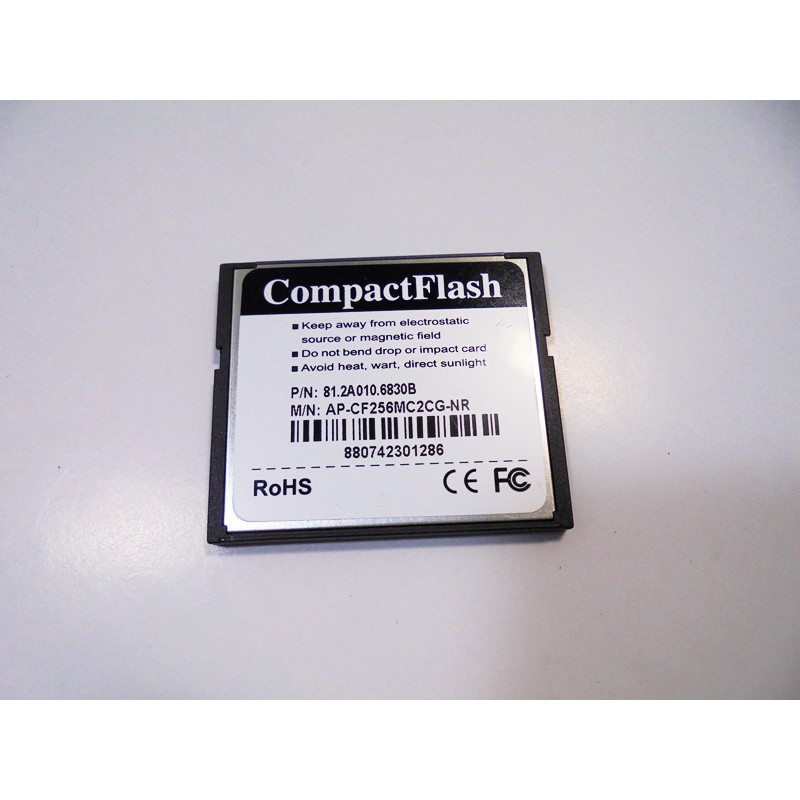 CompactFlash
■ Keep away from electrostatic
source or magnetic field
■ Do not bend drop or impact card
■ Avoid heat, wart, direct sunlight
P/N: 81.2A010.6830B
M/N: AP-CF256MC2CG-NR
880742301286
RoHS CE FC